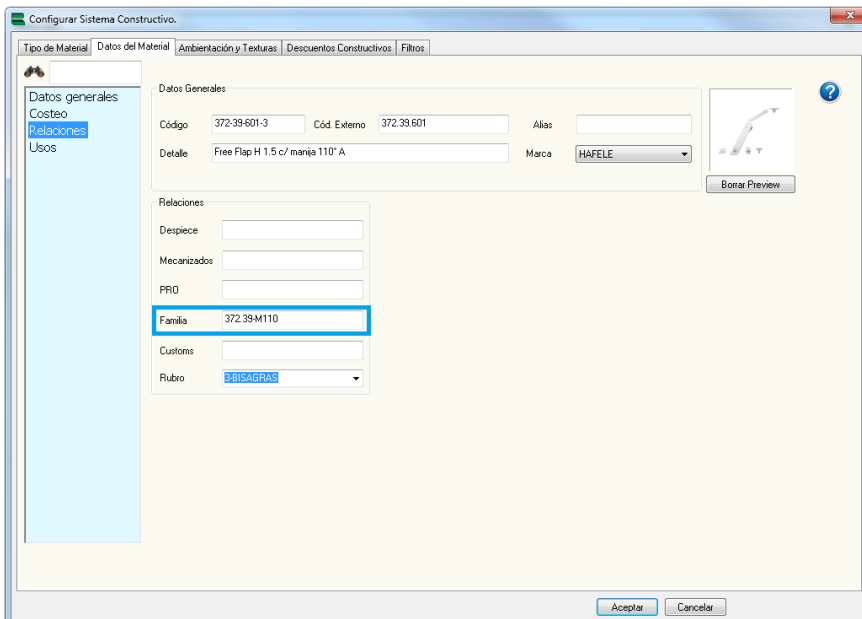 Configurar Sistema Constructivo.
x
Tipo de Material Datos del Material Ambientación y Texturas Descuentos Constructivos Filtros
Datos generales
Costeo
Relaciones
Usos
Datos Generales
Código 372-39-601-3 Cód. Externo 372.39.601 Alias
Detalle Free Flap H 1.5 c/ manija 110° A Marca HAFELE
?
Borrar Preview
Relaciones
Despiece
Mecanizados
PRO
Familia 372.39-M110
Customs
Rubro 3-BISAGRAS
Aceptar Cancelar